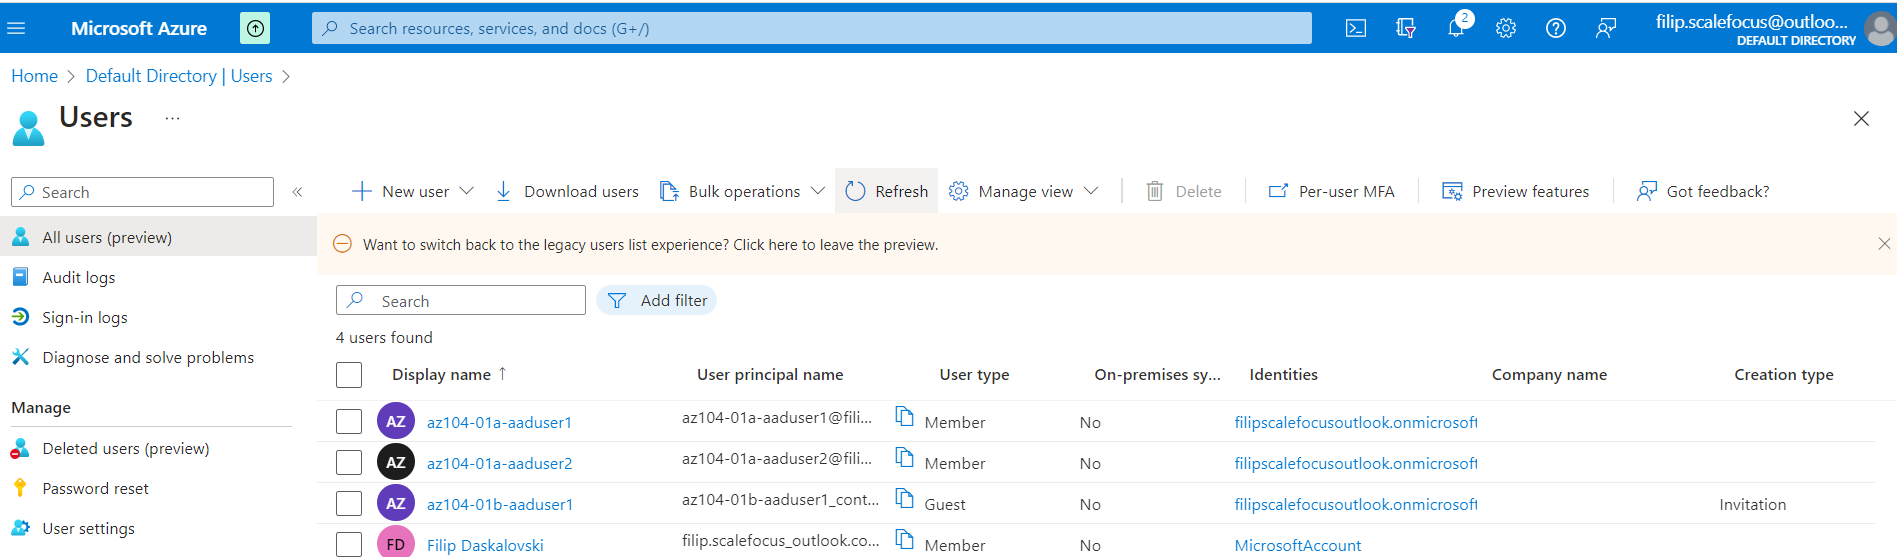 Microsoft Azure
Search resources, services, and docs (G+/)
2
filip.scalefocus@outloo...
DEFAULT DIRECTORY
Home > Default Directory | Users >
Users ...
Search «
New user
Download users
Bulk operations
Refresh
Manage view
Delete
Per-user MFA
Preview features
Got feedback?
All users (preview)
Audit logs
Sign-in logs
Diagnose and solve problems
Manage
Deleted users (preview)
Password reset
User settings
Want to switch back to the legacy users list experience? Click here to leave the preview.
Search
Add filter
4 users found
Display name ↑ User principal name User type On-premises sy... Identities Company name Creation type
AZ az104-01a-aaduser1 az104-01a-aaduser1@fili... Member No filipscalefocusoutlook.onmicrosoft
AZ az104-01a-aaduser2 az104-01a-aaduser2@fili... Member No filipscalefocusoutlook.onmicrosoft
AZ az104-01b-aaduser1 az104-01b-aaduser1_cont... Guest No filipscalefocusoutlook.onmicrosoft Invitation
FD Filip Daskalovski filip.scalefocus_outlook.co... Member No MicrosoftAccount